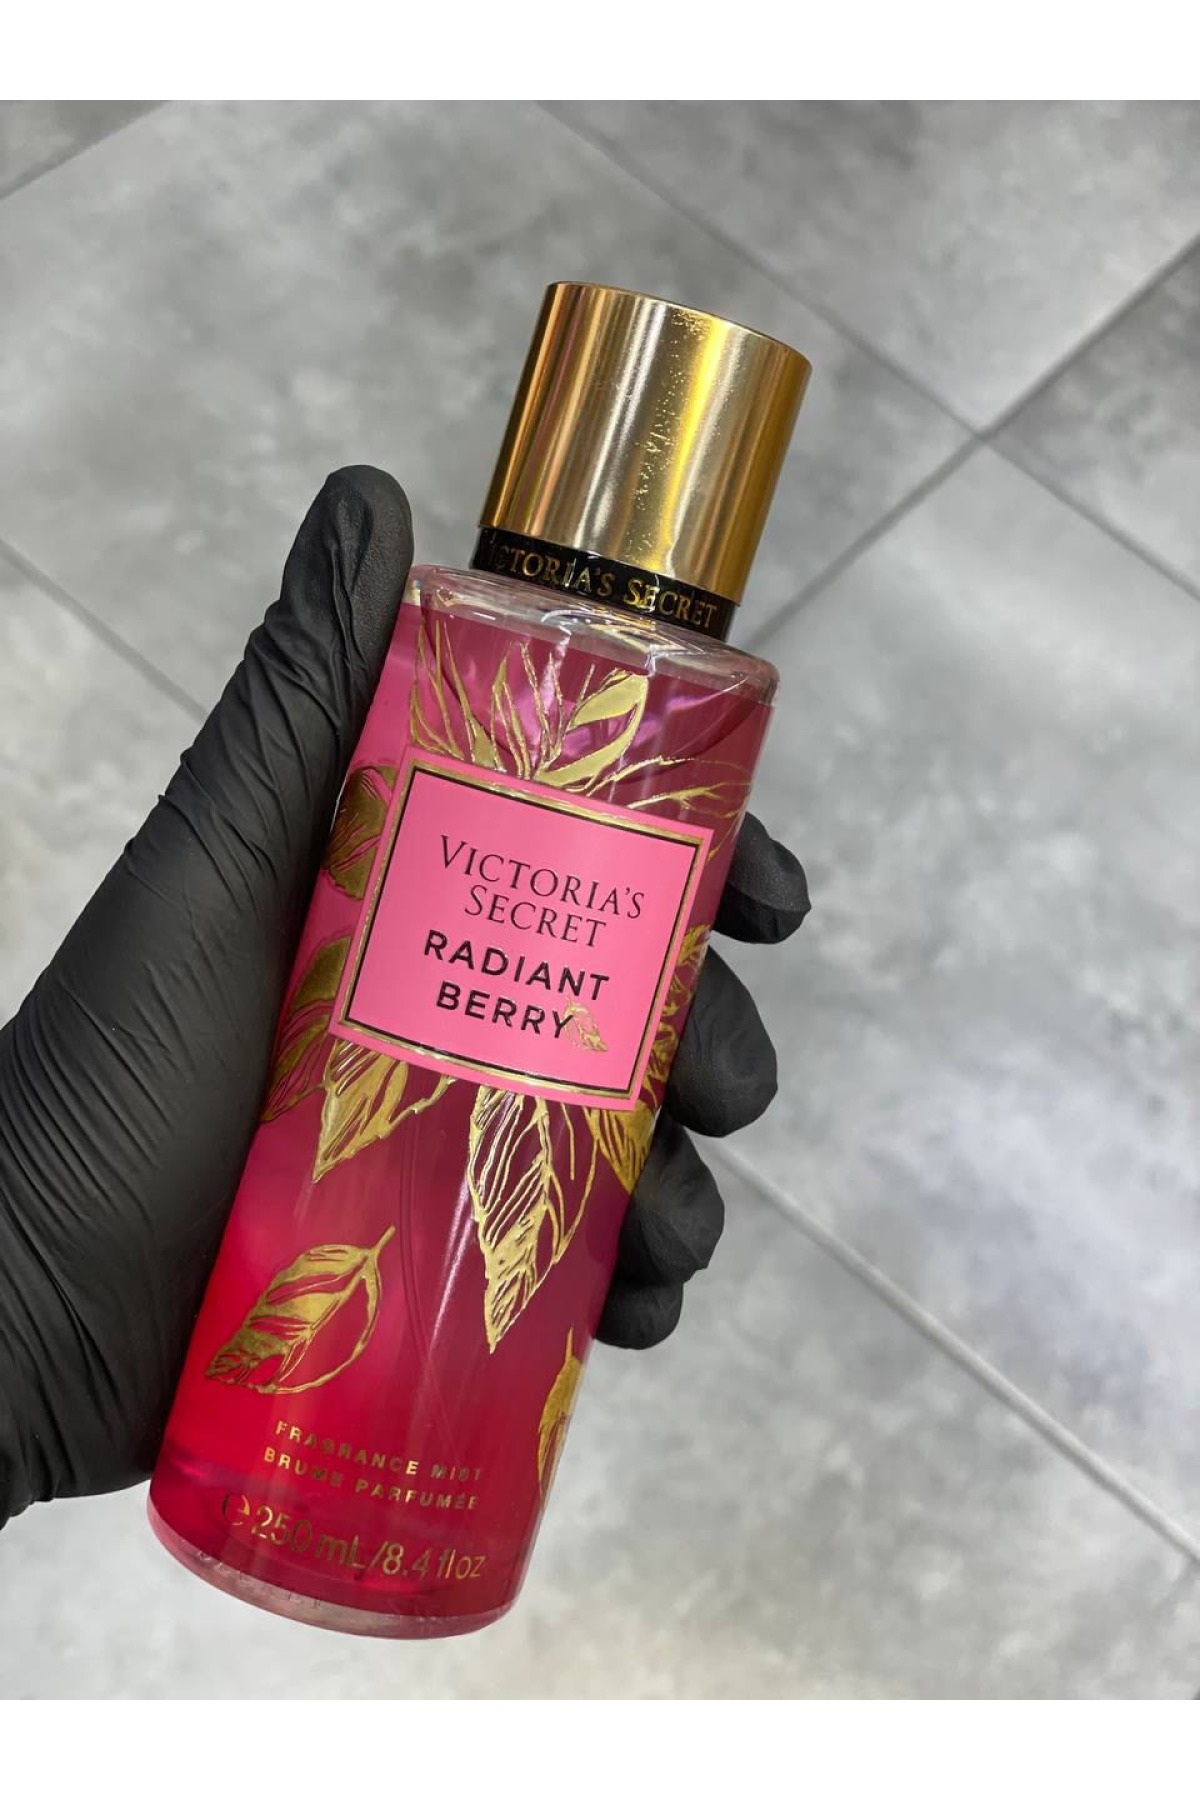 VICTORIA'S SECRET
VICTORIA'S
SECRET
RADIANT
BERRY
FRAGRANCE MIST
BRUME PARFUMÉE
e 250 mL/8.4 fl oz